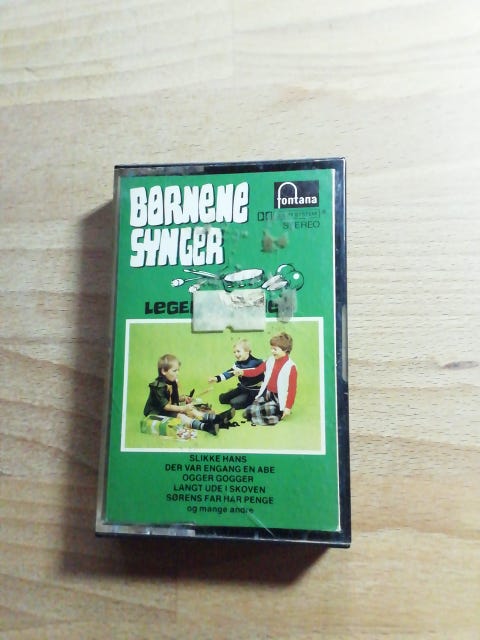 BØRNENE
SYNGER
fontana
SYSTEM
STEREO
SLIKKE HANS
DER VAR ENGANG EN ABE
OGGER GOGGER
LANGT UDE I SKOVEN
SØRENS FAR HAR PENGE
og mange andre